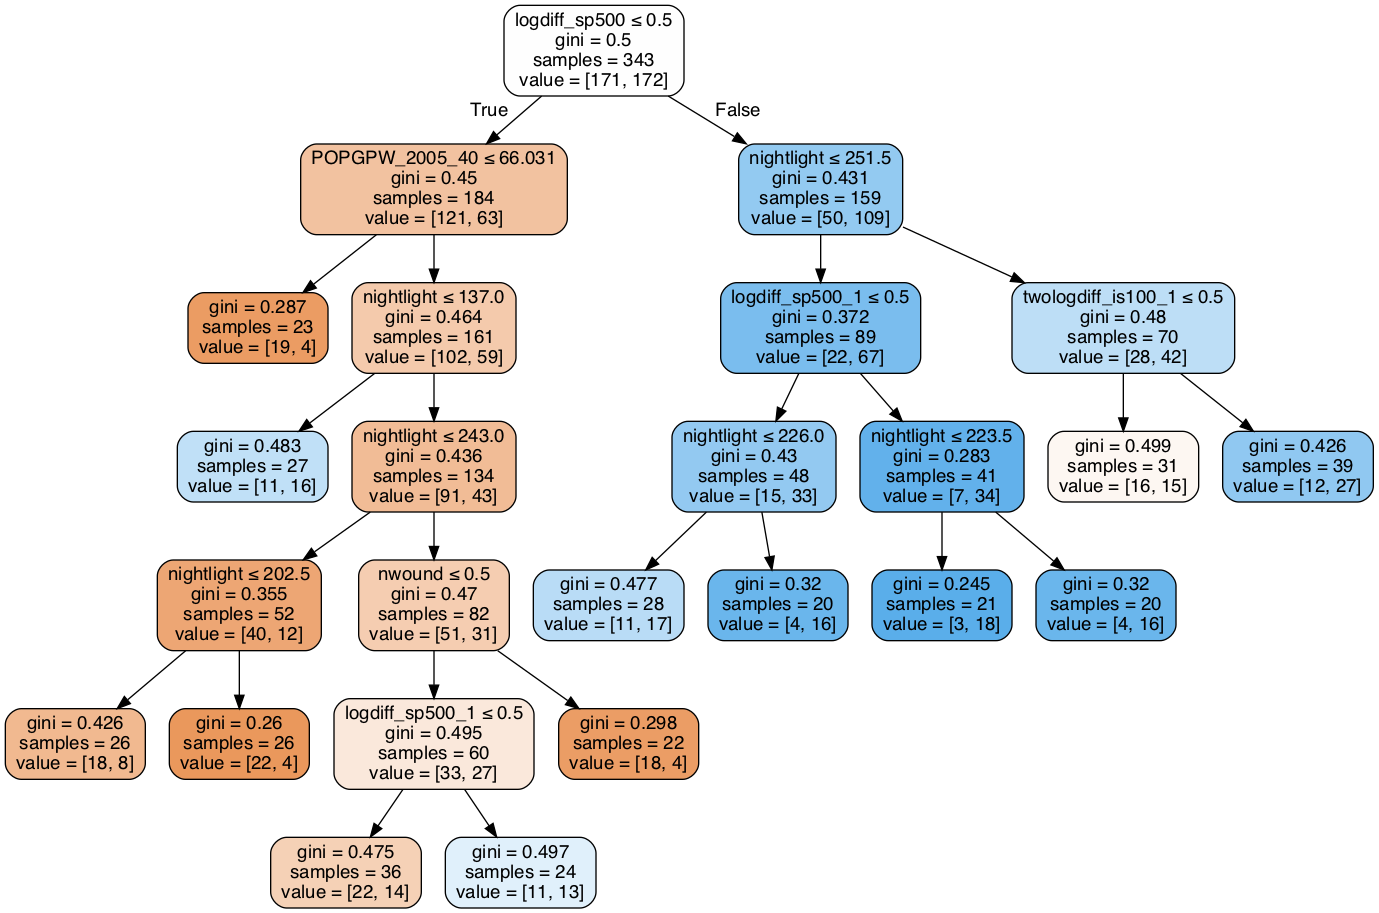 logdiff_sp500 ≤ 0.5
gini = 0.5
samples = 343
value = [171, 172]
True
False
POPGPW_2005_40 ≤ 66.031
gini = 0.45
samples = 184
value = [121, 63]
nightlight ≤ 251.5
gini = 0.431
samples = 159
value = [50, 109]
gini = 0.287
samples = 23
value = [19, 4]
nightlight ≤ 137.0
gini = 0.464
samples = 161
value = [102, 59]
logdiff_sp500_1 ≤ 0.5
gini = 0.372
samples = 89
value = [22, 67]
twologdiff_is100_1 ≤ 0.5
gini = 0.48
samples = 70
value = [28, 42]
gini = 0.483
samples = 27
value = [11, 16]
nightlight ≤ 243.0
gini = 0.436
samples = 134
value = [91, 43]
nightlight ≤ 226.0
gini = 0.43
samples = 48
value = [15, 33]
nightlight ≤ 223.5
gini = 0.283
samples = 41
value = [7, 34]
gini = 0.499
samples = 31
value = [16, 15]
gini = 0.426
samples = 39
value = [12, 27]
nightlight ≤ 202.5
gini = 0.355
samples = 52
value = [40, 12]
nwound ≤ 0.5
gini = 0.47
samples = 82
value = [51, 31]
gini = 0.477
samples = 28
value = [11, 17]
gini = 0.32
samples = 20
value = [4, 16]
gini = 0.245
samples = 21
value = [3, 18]
gini = 0.32
samples = 20
value = [4, 16]
gini = 0.426
samples = 26
value = [18, 8]
gini = 0.26
samples = 26
value = [22, 4]
logdiff_sp500_1 ≤ 0.5
gini = 0.495
samples = 60
value = [33, 27]
gini = 0.298
samples = 22
value = [18, 4]
gini = 0.475
samples = 36
value = [22, 14]
gini = 0.497
samples = 24
value = [11, 13]